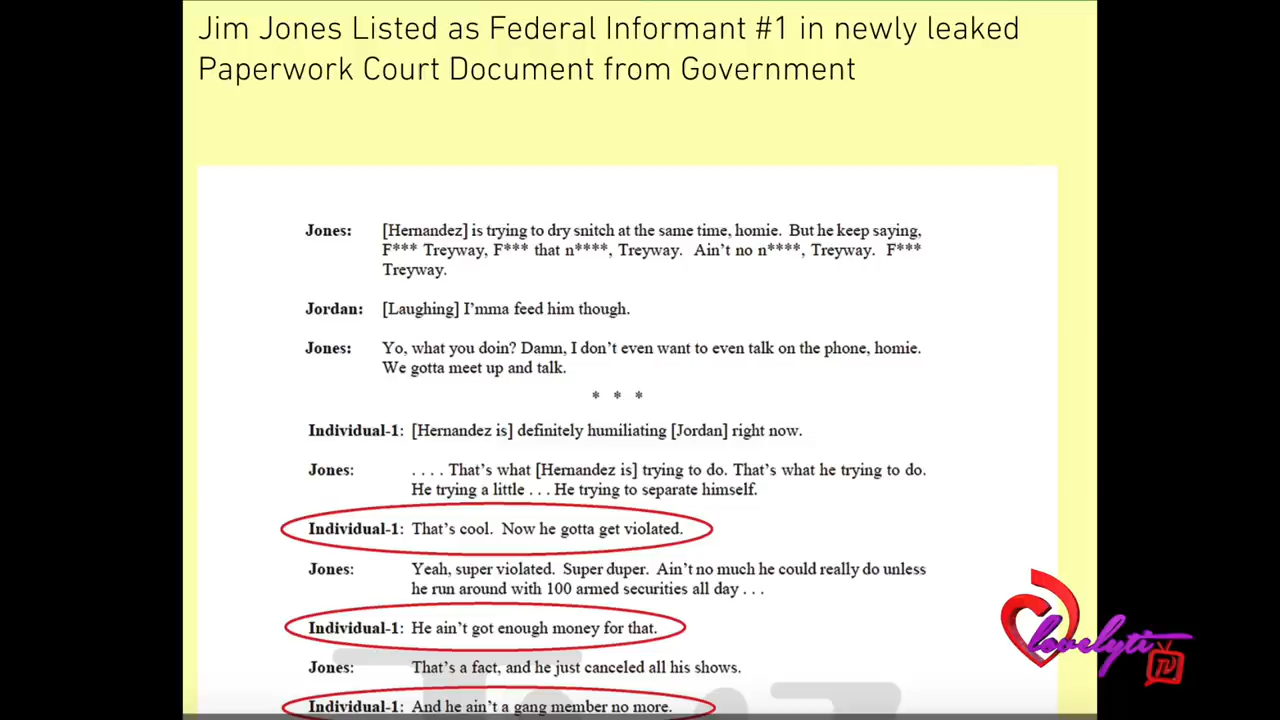 Jim Jones Listed as Federal Informant #1 in newly leaked
Paperwork Court Document from Government
Jones: [Hernandez] is trying to dry snitch at the same time, homie. But he keep saying,
F*** Treyway, F*** that n****, Treyway. Ain't no n****, Treyway. F***
Treyway.
Jordan: [Laughing] I'mma feed him though.
Jones: Yo, what you doin? Damn, I don't even want to even talk on the phone, homie.
We gotta meet up and talk.
* * *
Individual-1: [Hernandez is] definitely humiliating [Jordan] right now.
Jones: . . . . That's what [Hernandez is] trying to do. That's what he trying to do.
He trying a little . . . He trying to separate himself.
Individual-1: That's cool. Now he gotta get violated.
Jones: Yeah, super violated. Super duper. Ain't no much he could really do unless
he run around with 100 armed securities all day . . .
Individual-1: He ain't got enough money for that.
Jones: That's a fact, and he just canceled all his shows.
Individual-1: And he ain't a gang member no more.
lovelyti
TV